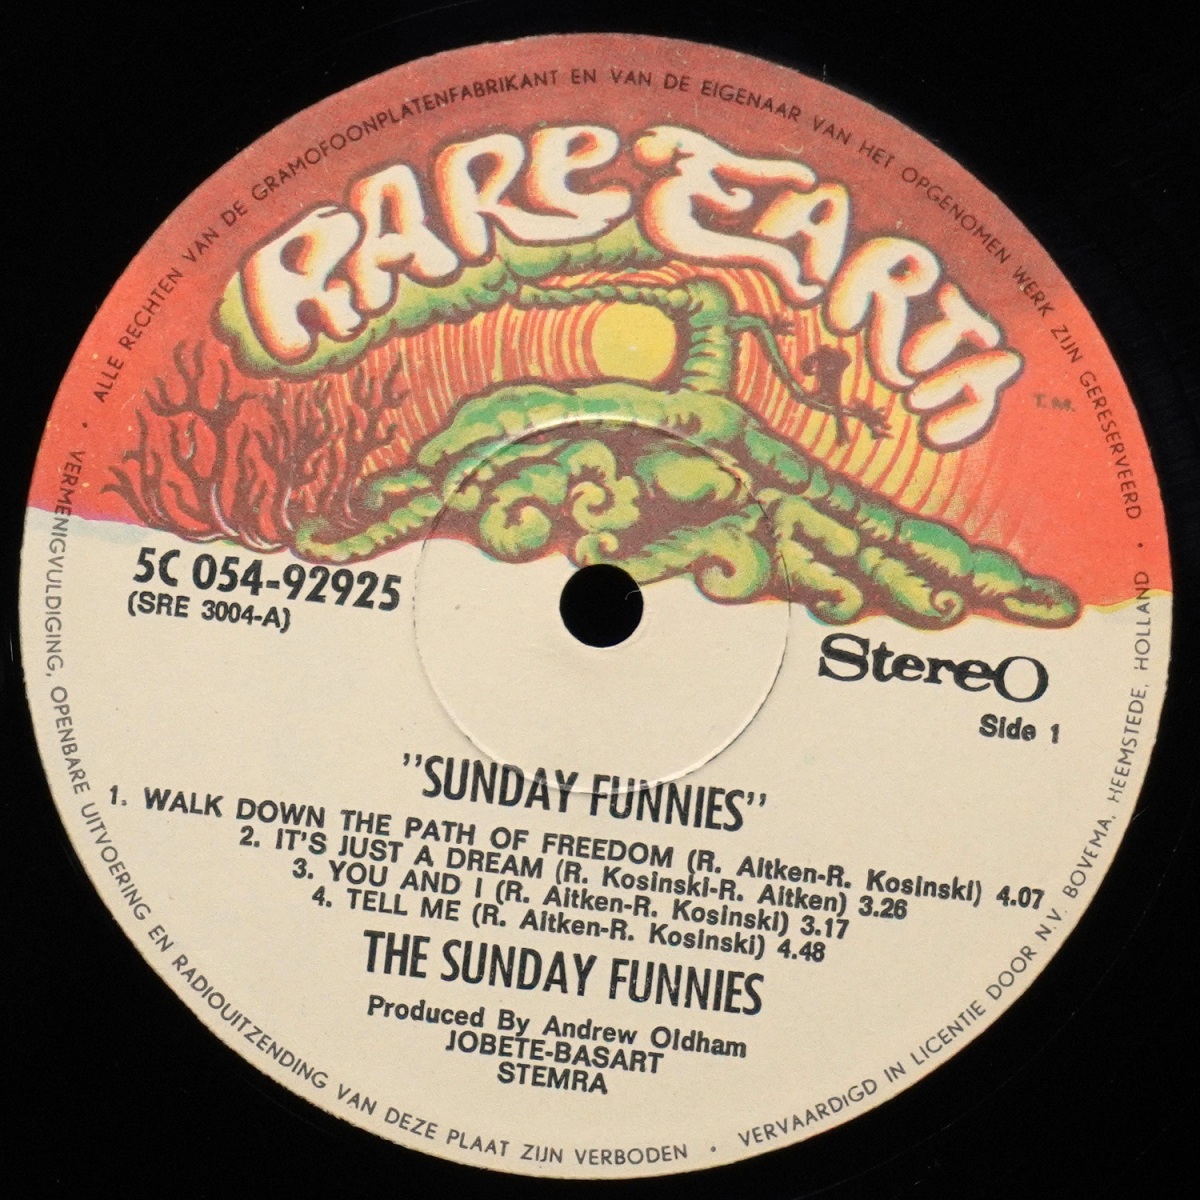 ALLE RECHTEN VAN DE GRAMOFOONPLATENFABRIKANT EN VAN DE EIGENAAR VAN HET OPGENOMEN WERK ZIJN GERESERVEERD •
RARE EARTH
T.M.
5C 054-92925
(SRE 3004-A)
Stereo
Side 1
"SUNDAY FUNNIES"
1. WALK DOWN THE PATH OF FREEDOM (R. Aitken-R. Kosinski) 4.07
2. IT'S JUST A DREAM (R. Kosinski-R. Aitken) 3.26
3. YOU AND I (R. Aitken-R. Kosinski) 3.17
4. TELL ME (R. Aitken-R. Kosinski) 4.48
THE SUNDAY FUNNIES
Produced By Andrew Oldham
JOBETE-BASART
STEMRA
• VERMENIGVULDIGING, OPENBARE UITVOERING EN RADIOUITZENDING VAN DEZE PLAAT ZIJN VERBODEN • VERVAARDIGD IN LICENTIE DOOR N.V. BOVEMA, HEEMSTEDE, HOLLAND